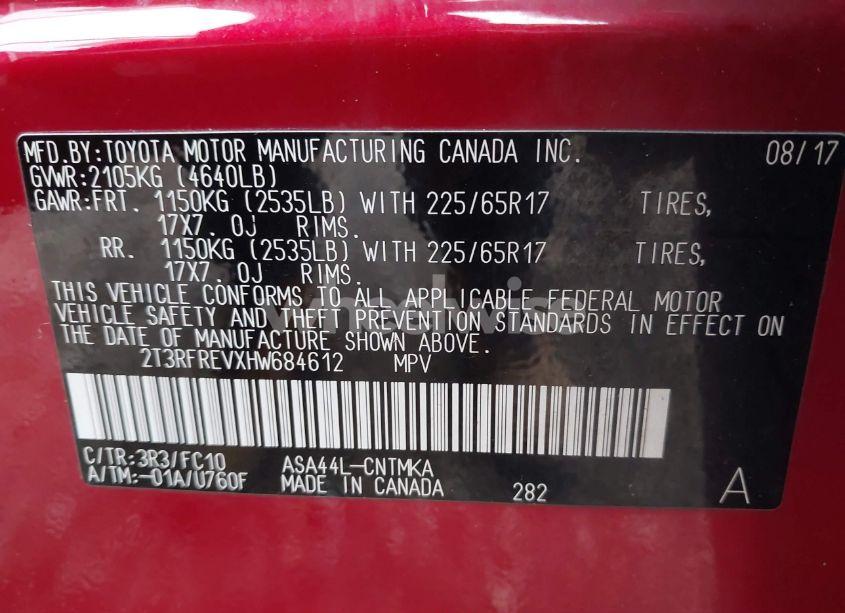 MFD.BY:TOYOTA MOTOR MANUFACTURING CANADA INC. 08/17
GVWR:2105KG (4640LB)
GAWR:FRT. 1150KG (2535LB) WITH 225/65R17 TIRES,
17X7.0J RIMS.
RR. 1150KG (2535LB) WITH 225/65R17 TIRES,
17X7.0J RIMS.
THIS VEHICLE CONFORMS TO ALL APPLICABLE FEDERAL MOTOR
VEHICLE SAFETY AND THEFT PREVENTION STANDARDS IN EFFECT ON
THE DATE OF MANUFACTURE SHOWN ABOVE.
2T3RFREVXHW684612 MPV
C/TR:3R3/FC10 ASA44L-CNTMKA
A/TM:-01A/U760F MADE IN CANADA 282 A